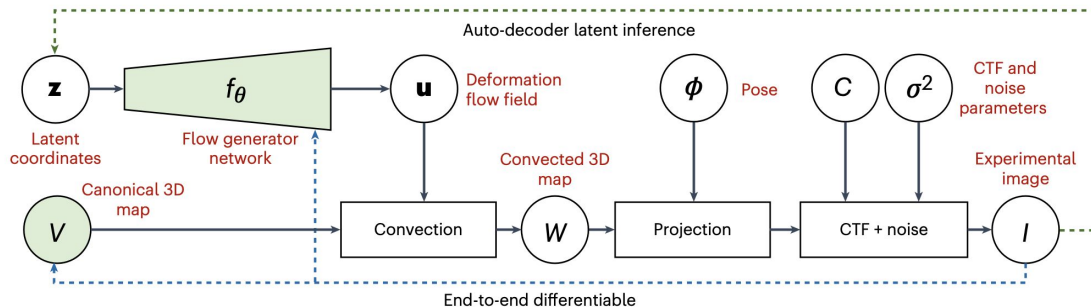 Auto-decoder latent inference
z
f_θ
u
Deformation
flow field
ϕ
Pose
C
σ²
CTF and
noise
parameters
Latent
coordinates
Flow generator
network
Canonical 3D
map
Convected 3D
map
Experimental
image
V
Convection
W
Projection
CTF + noise
I
End-to-end differentiable